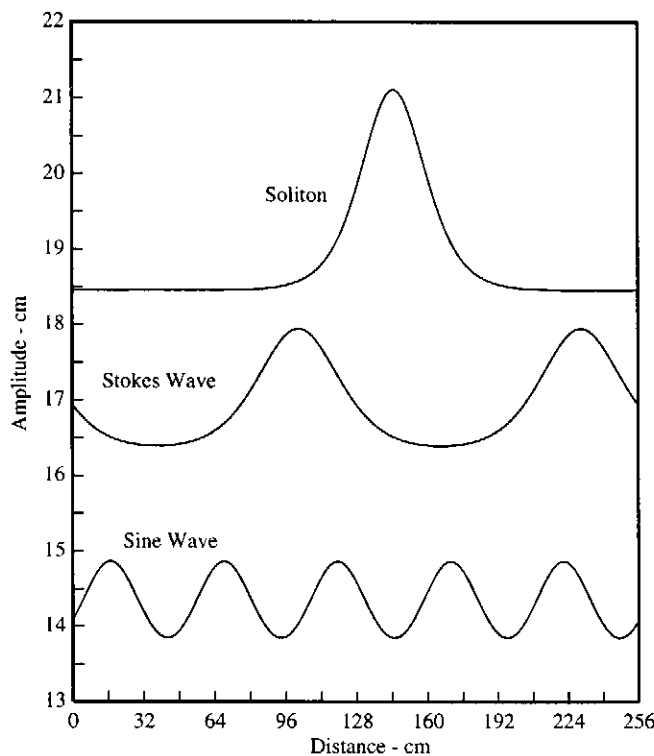 22
21
20
19
18
17
16
15
14
13
Amplitude - cm
Soliton
Stokes Wave
Sine Wave
0 32 64 96 128 160 192 224 256
Distance - cm